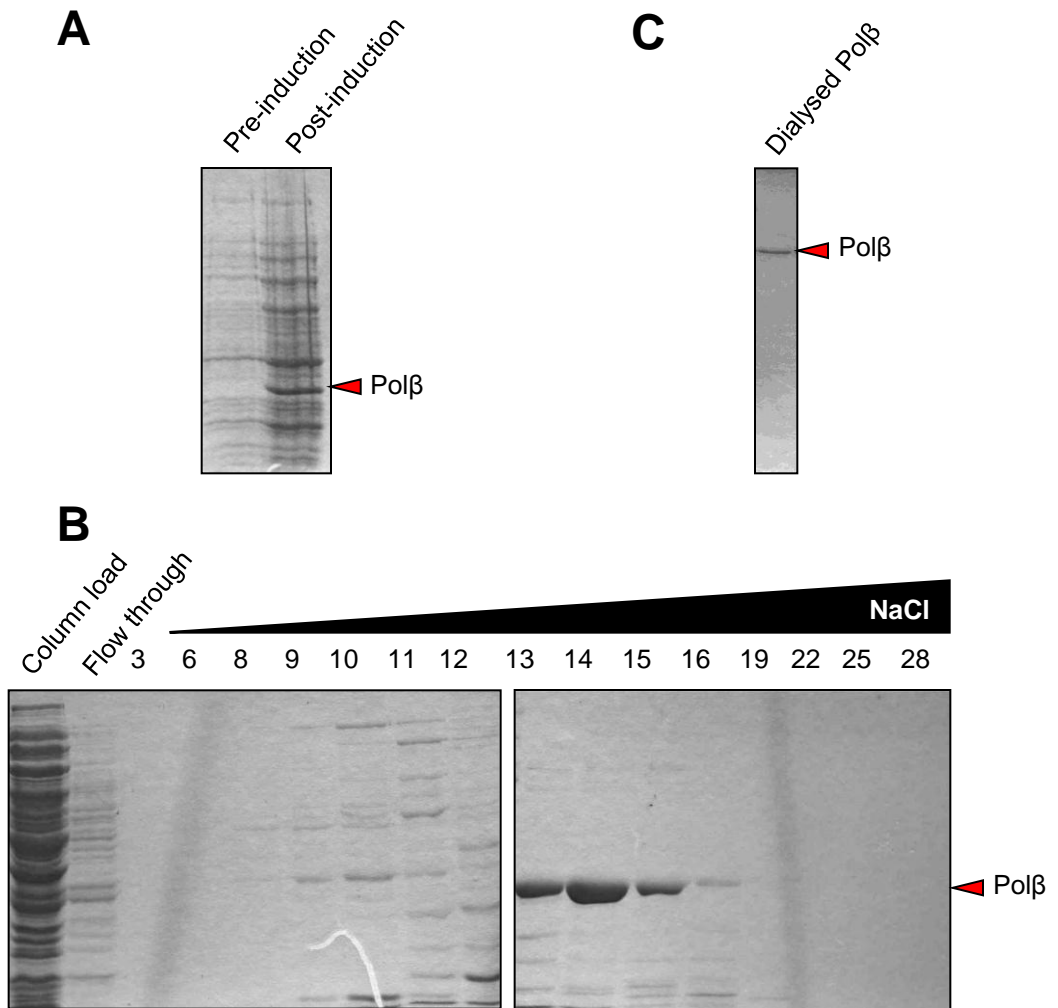 A
Pre-induction
Post-induction
Polβ
C
Dialysed Polβ
Polβ
B
Column load
Flow through
NaCl
3 6 8 9 10 11 12 13 14 15 16 19 22 25 28
Polβ